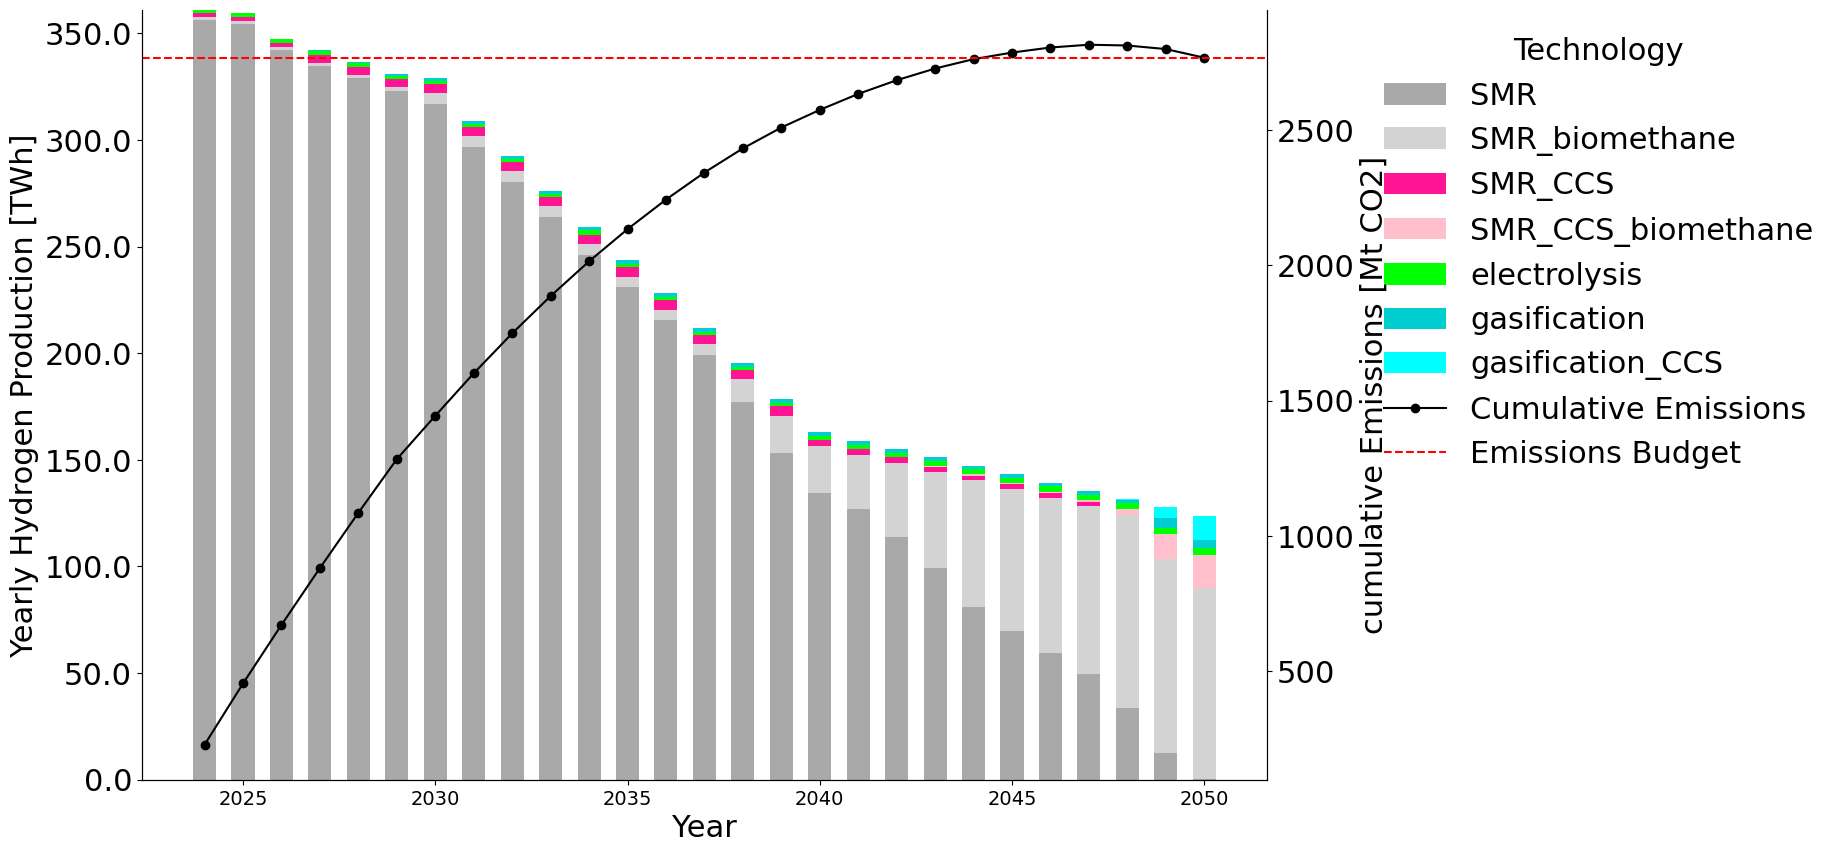 Yearly Hydrogen Production [TWh]
350.0
300.0
250.0
200.0
150.0
100.0
50.0
0.0
2025
2030
2035
2040
2045
2050
Year
2500
2000
1500
1000
500
cumulative Emissions [Mt CO2]
Technology
SMR
SMR_biomethane
SMR_CCS
SMR_CCS_biomethane
electrolysis
gasification
gasification_CCS
Cumulative Emissions
Emissions Budget